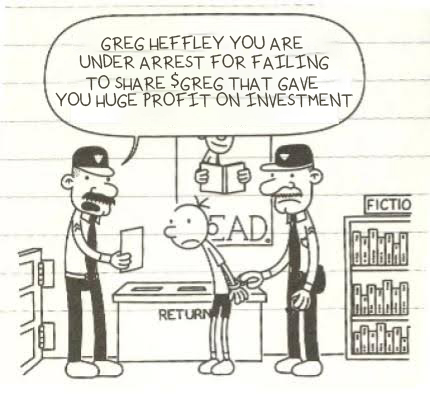 GREG HEFFLEY YOU ARE
UNDER ARREST FOR FAILING
TO SHARE $GREG THAT GAVE
YOU HUGE PROFIT ON INVESTMENT
EAD.
FICTIO
RETURN